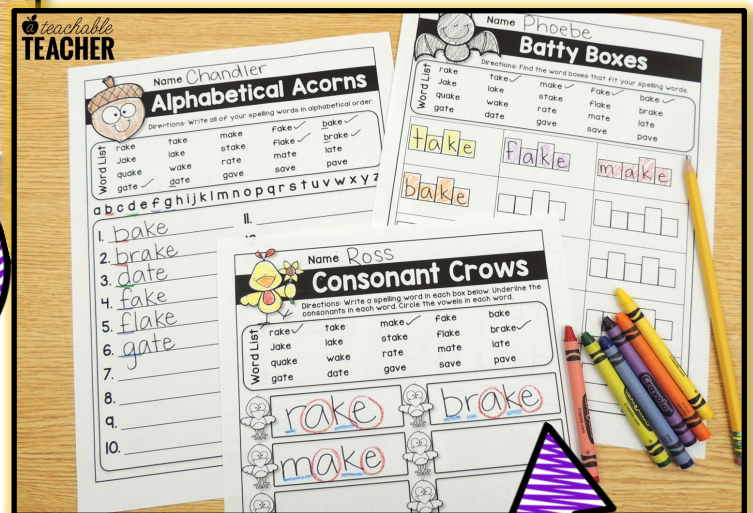 a teachable
TEACHER
Name Chandler
Alphabetical Acorns
Directions: Write all of your spelling words in alphabetical order.
Word List
rake take make fake ✓ bake ✓
Jake lake stake flake ✓ brake ✓
quake wake rate mate late
gate ✓ date gave save pave
a b c d e f g h i j k l m n o p q r s t u v w x y z
1. bake
2. brake
3. date
4. fake
5. flake
6. gate
7.
8.
9.
10.
11.
Name Phoebe
Batty Boxes
Directions: Find the word boxes that fit your spelling words.
Word List
rake take ✓ make ✓ fake ✓ bake ✓
Jake lake stake flake brake
quake wake rate mate late
gate date gave save pave
take fake make
bake
Name Ross
Consonant Crows
Directions: Write a spelling word in each box below. Underline the
consonants in each word. Circle the vowels in each word.
Word List
rake ✓ take make ✓ fake bake
Jake lake stake flake brake ✓
quake wake rate mate late
gate date gave save pave
rake brake
make
Crayola